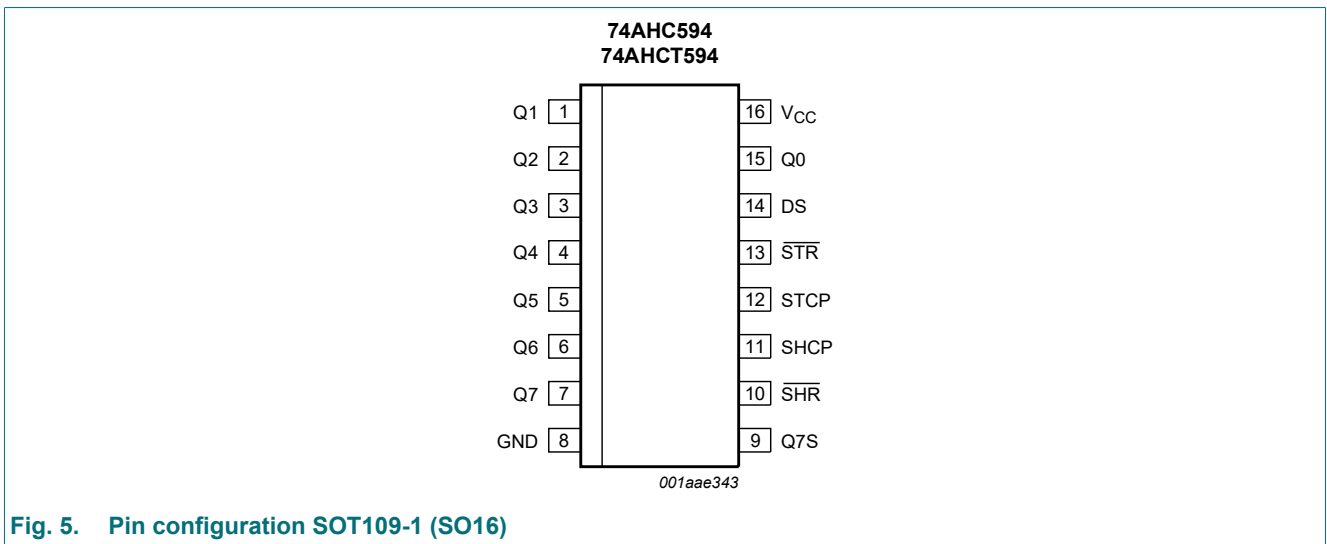 74AHC594
74AHCT594
Q1 1 16 VCC
Q2 2 15 Q0
Q3 3 14 DS
Q4 4 13 S̅T̅R̅
Q5 5 12 STCP
Q6 6 11 SHCP
Q7 7 10 S̅H̅R̅
GND 8 9 Q7S
001aae343
Fig. 5. Pin configuration SOT109-1 (SO16)